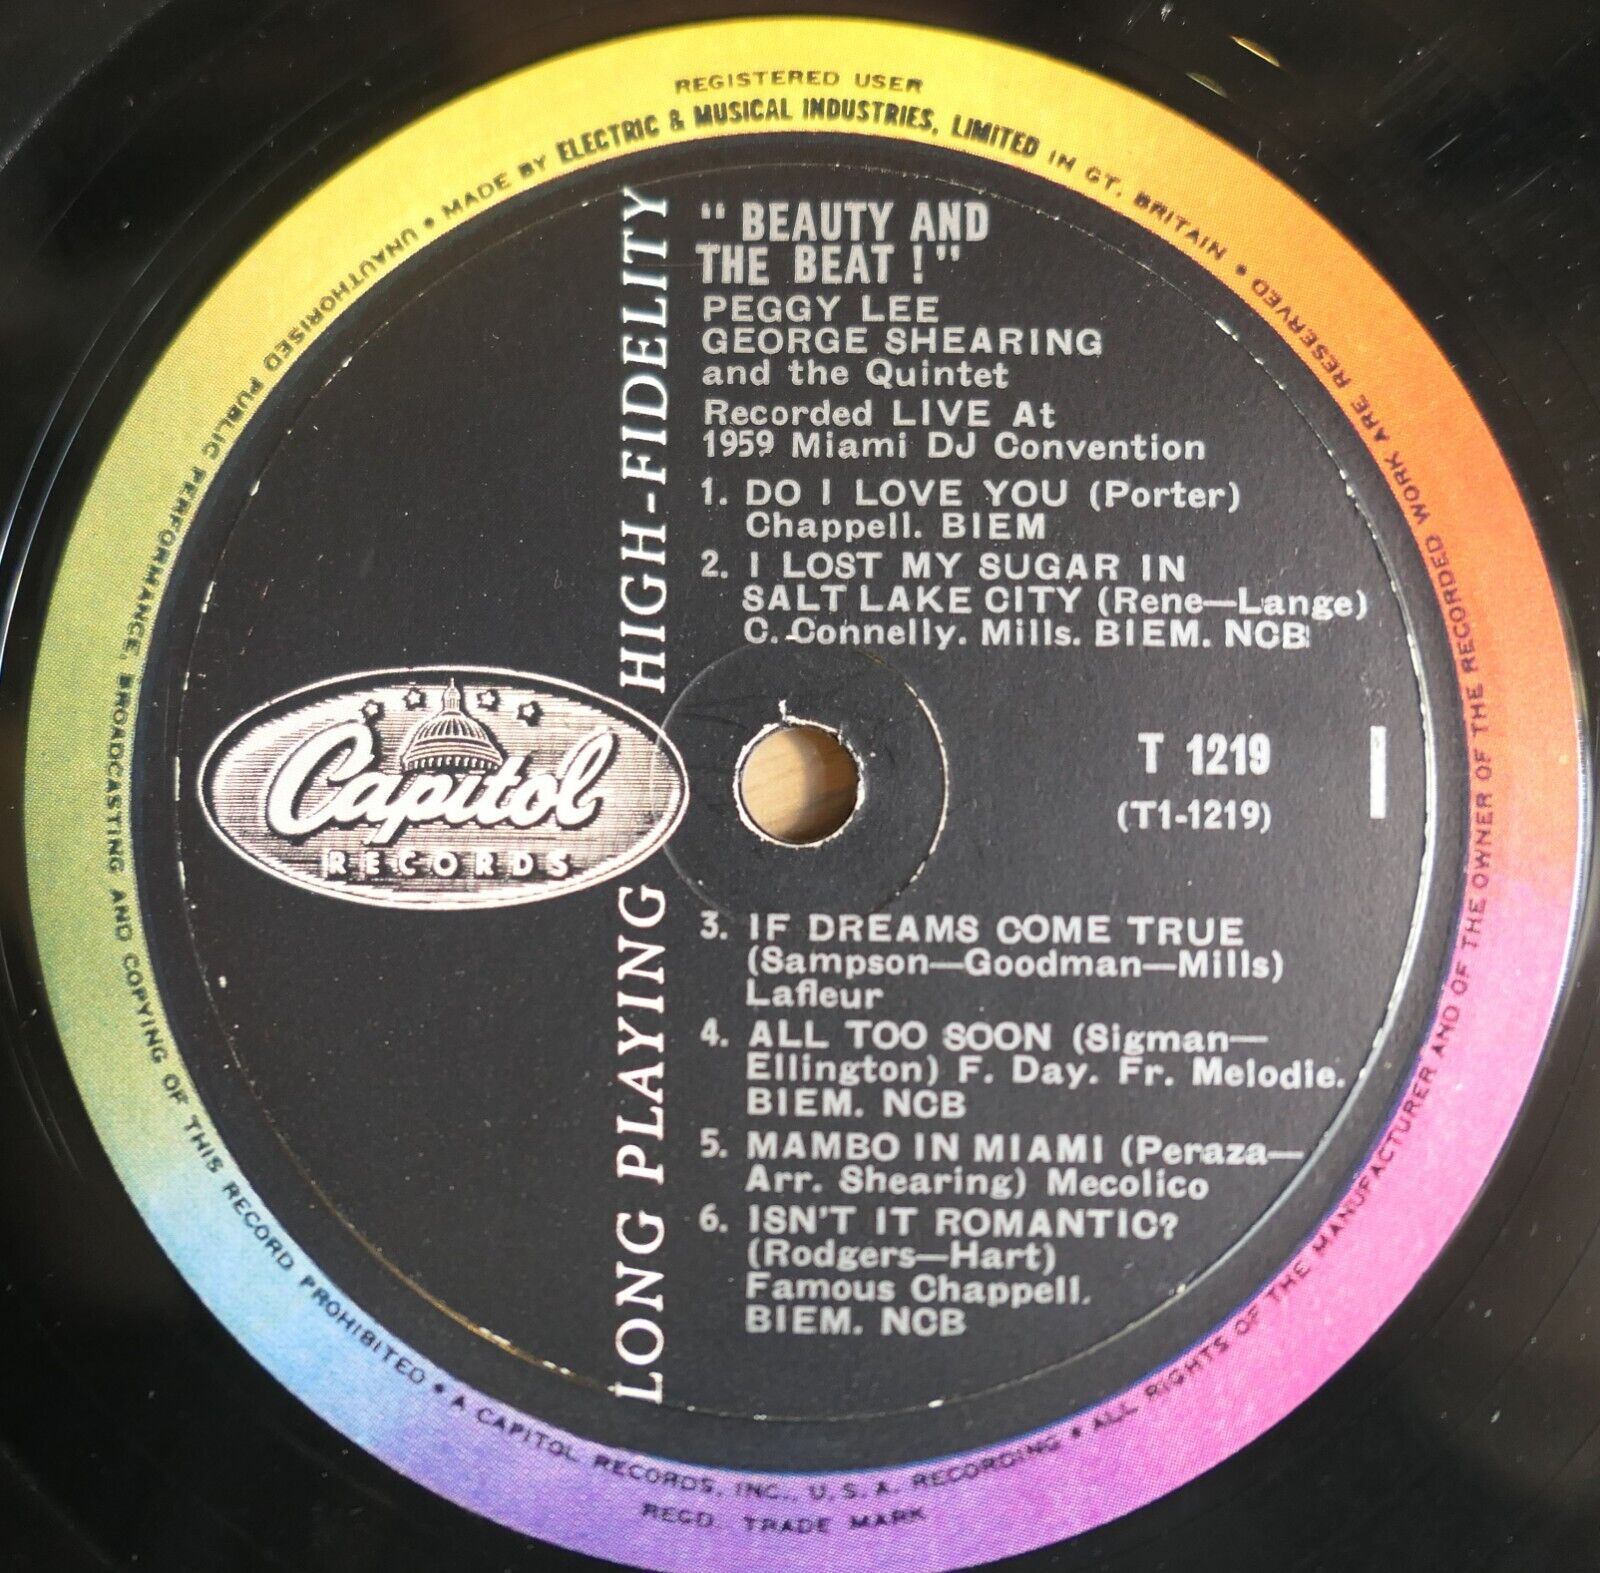 REGISTERED USER
UNAUTHORISED PUBLIC PERFORMANCE, BROADCASTING AND COPYING OF THIS RECORD PROHIBITED • MADE BY ELECTRIC & MUSICAL INDUSTRIES, LIMITED IN GT. BRITAIN •
ALL RIGHTS OF THE MANUFACTURER AND OF THE OWNER OF THE RECORDED WORK ARE RESERVED
• A CAPITOL RECORDS, INC., U.S.A. RECORDING •
REGD. TRADE MARK
LONG PLAYING HIGH-FIDELITY
Capitol
RECORDS
"BEAUTY AND
THE BEAT!"
PEGGY LEE
GEORGE SHEARING
and the Quintet
Recorded LIVE At
1959 Miami DJ Convention
1. DO I LOVE YOU (Porter)
Chappell. BIEM
2. I LOST MY SUGAR IN
SALT LAKE CITY (Rene—Lange)
C. Connelly. Mills. BIEM. NCB
T 1219
1
(T1-1219)
3. IF DREAMS COME TRUE
(Sampson—Goodman—Mills)
Lafleur
4. ALL TOO SOON (Sigman—
Ellington) F. Day. Fr. Melodie.
BIEM. NCB
5. MAMBO IN MIAMI (Peraza—
Arr. Shearing) Mecolico
6. ISN'T IT ROMANTIC?
(Rodgers—Hart)
Famous Chappell.
BIEM. NCB